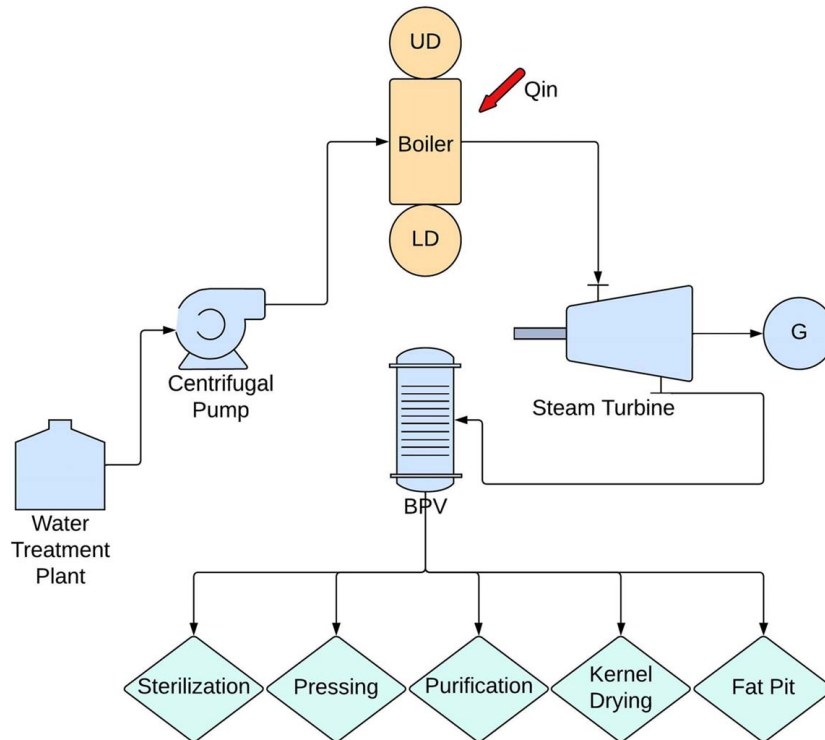 UD
Qin
Boiler
LD
G
Centrifugal
Pump
Steam Turbine
BPV
Water
Treatment
Plant
Sterilization
Pressing
Purification
Kernel
Drying
Fat Pit